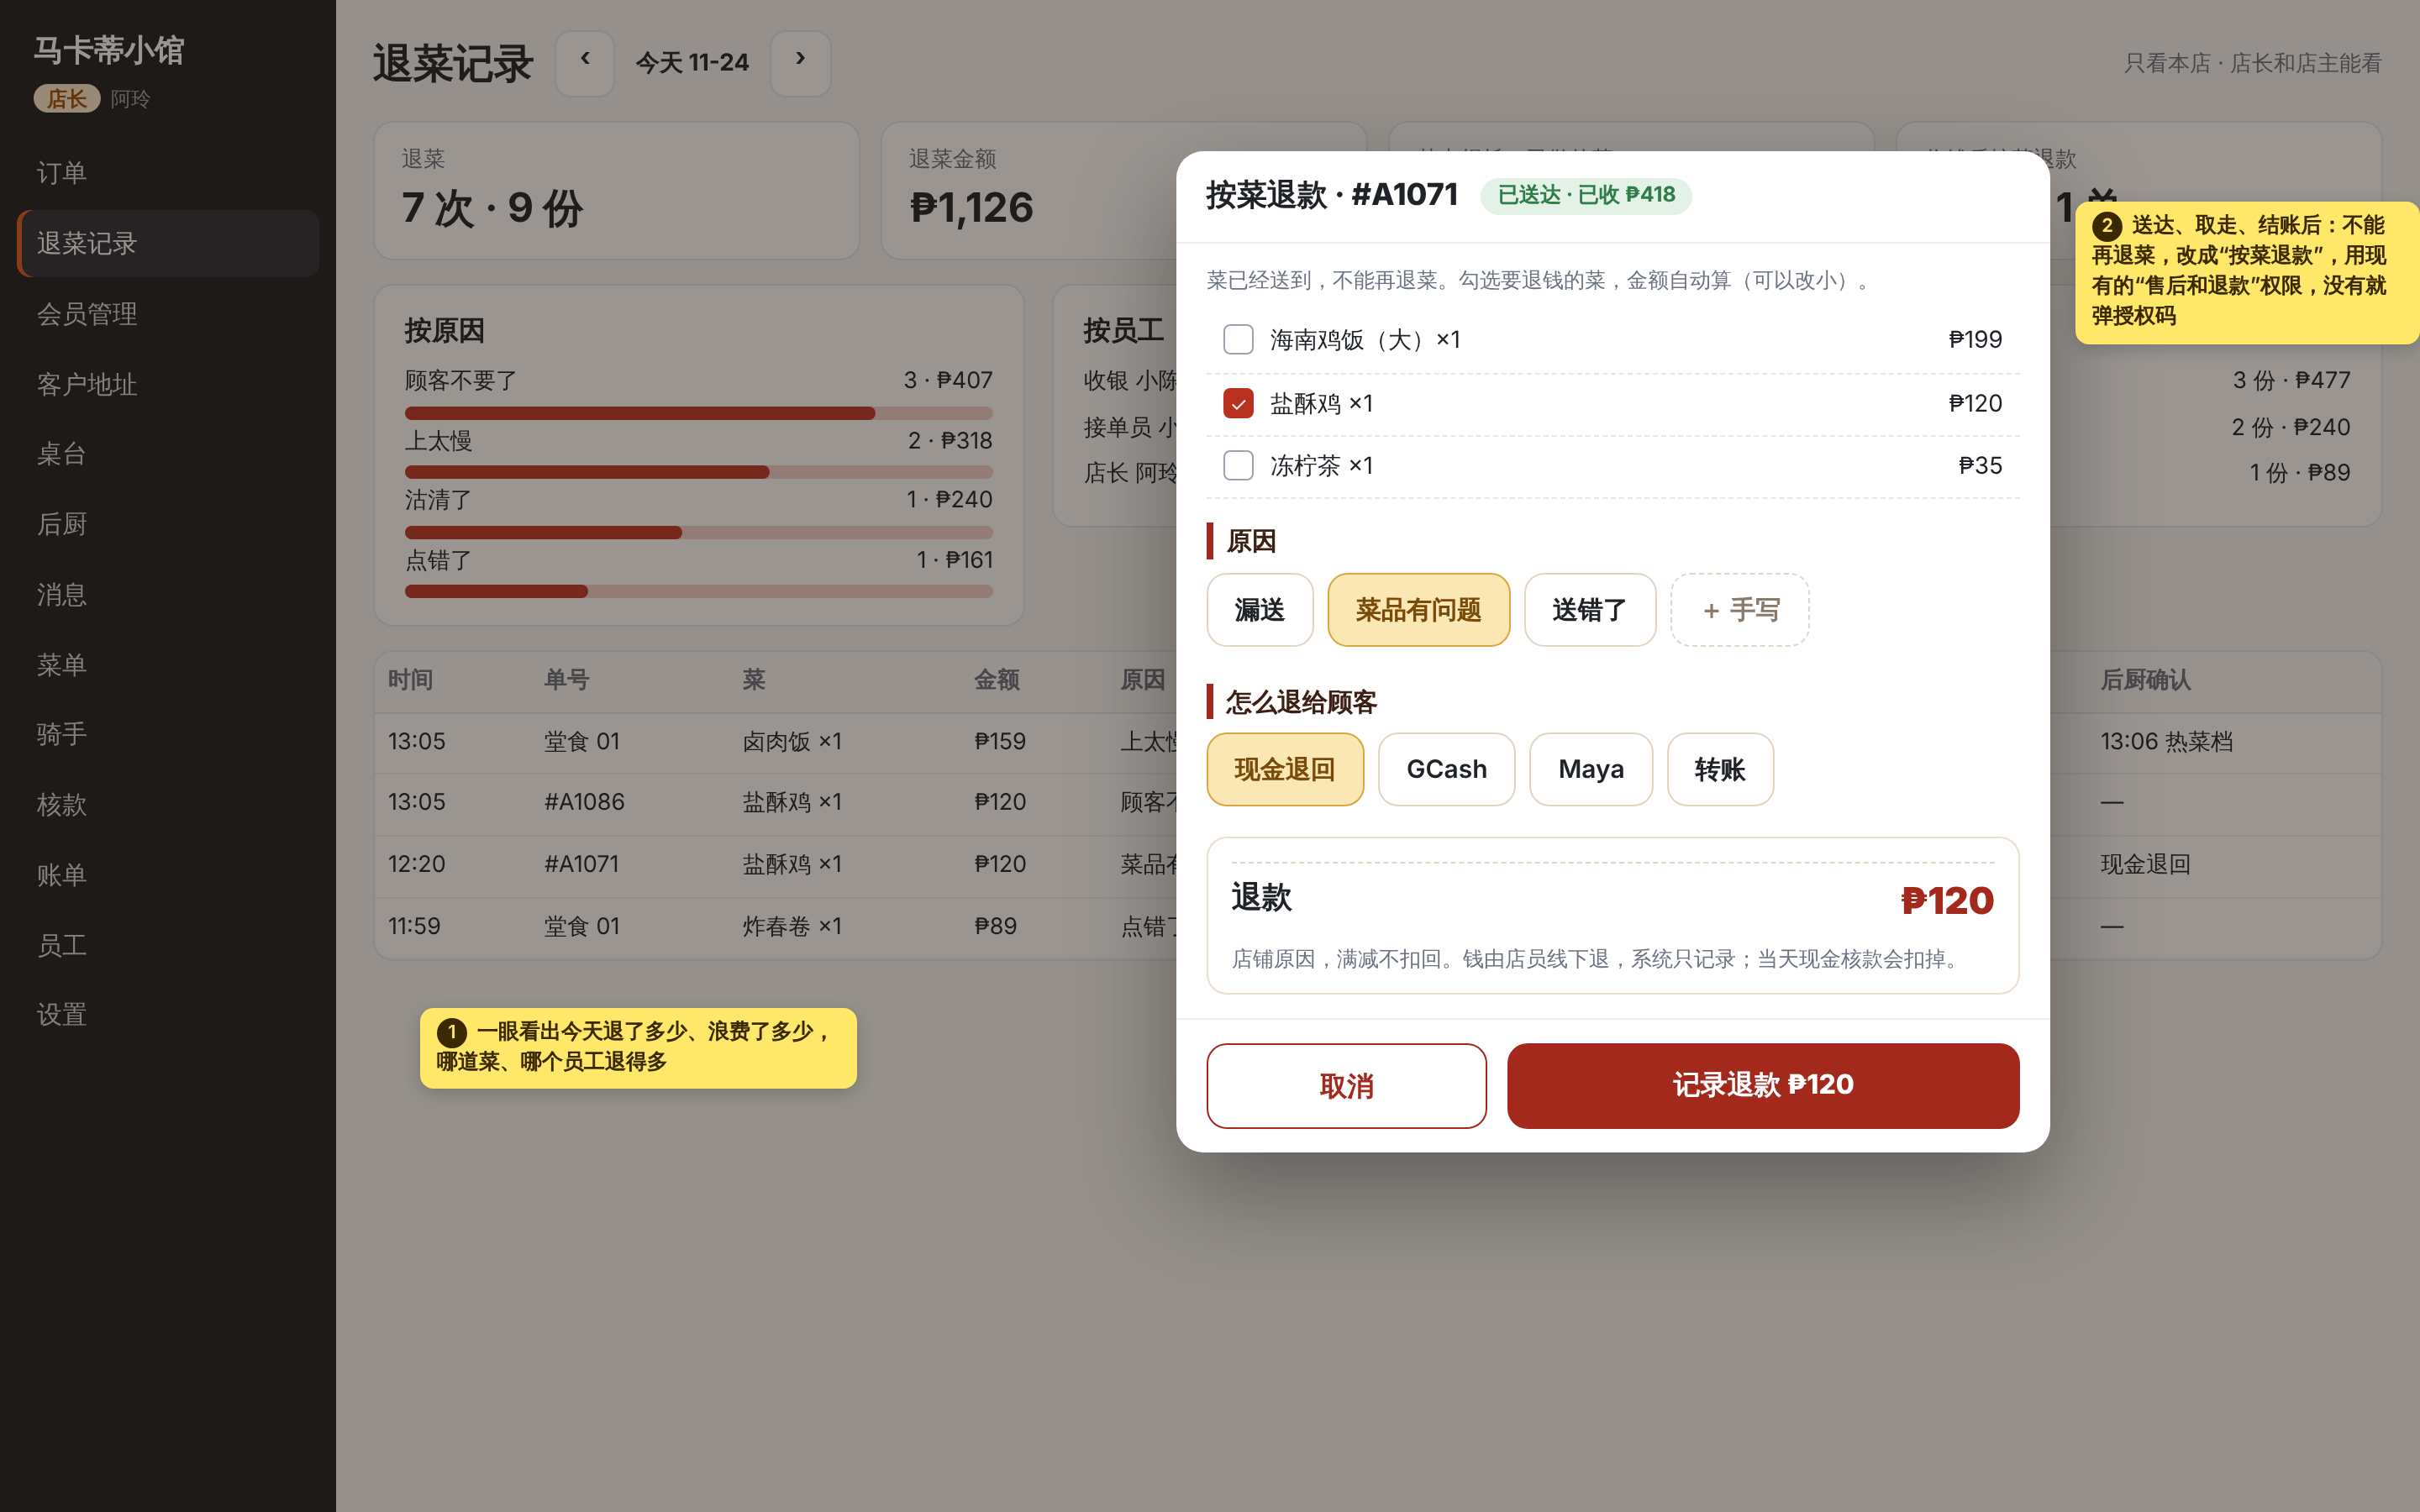 马卡蒂小馆
店长 阿玲
订单
退菜记录
会员管理
客户地址
桌台
后厨
消息
菜单
骑手
核款
账单
员工
设置
退菜记录 ‹ 今天 11-24 › 只看本店 · 店长和店主能看
退菜
7 次 · 9 份
退菜金额
₱1,126
退款
1 单
按原因
顾客不要了 3 · ₱407
上太慢 2 · ₱318
沽清了 1 · ₱240
点错了 1 · ₱161
按员工
收银 小陈
接单员 小
店长 阿玲
3 份 · ₱477
2 份 · ₱240
1 份 · ₱89
时间 单号 菜 金额 原因 后厨确认
13:05 堂食 01 卤肉饭 ×1 ₱159 上太慢 13:06 热菜档
13:05 #A1086 盐酥鸡 ×1 ₱120 顾客不 —
12:20 #A1071 盐酥鸡 ×1 ₱120 菜品有 现金退回
11:59 堂食 01 炸春卷 ×1 ₱89 点错了 —
1 一眼看出今天退了多少、浪费了多少，
哪道菜、哪个员工退得多
按菜退款 · #A1071 已送达 · 已收 ₱418
菜已经送到，不能再退菜。勾选要退钱的菜，金额自动算（可以改小）。
海南鸡饭（大）×1 ₱199
盐酥鸡 ×1 ₱120
冻柠茶 ×1 ₱35
原因
漏送 菜品有问题 送错了 + 手写
怎么退给顾客
现金退回 GCash Maya 转账
退款 ₱120
店铺原因，满减不扣回。钱由店员线下退，系统只记录；当天现金核款会扣掉。
取消 记录退款 ₱120
2 送达、取走、结账后：不能
再退菜，改成“按菜退款”，用现
有的“售后和退款”权限，没有就
弹授权码